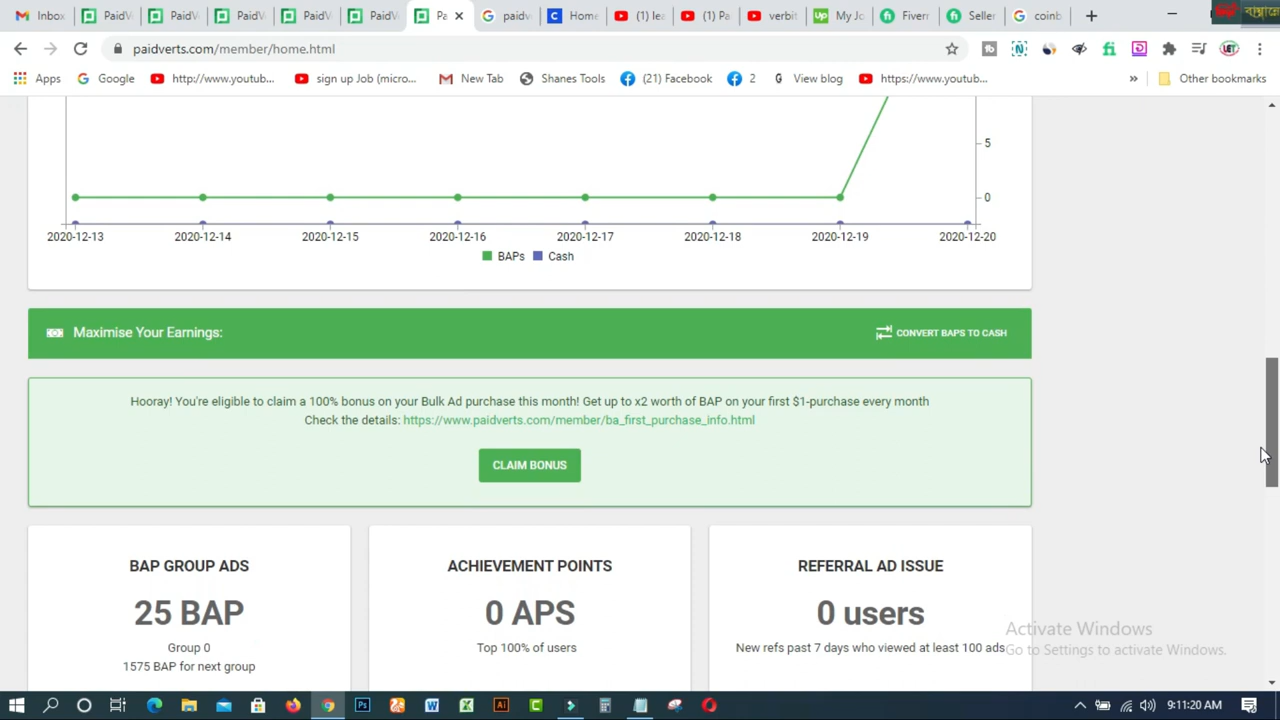 Inbox
PaidV
PaidV
PaidV
PaidV
PaidV
Pa
paidv
Home
(1) lea
(1) Pa
verbit
My Jo
Fiverr
Seller
coinb
paidverts.com/member/home.html
Apps
Google
http://www.youtub...
sign up Job (micro...
New Tab
Shanes Tools
(21) Facebook
2
View blog
https://www.youtub...
»
Other bookmarks
5
0
2020-12-13
2020-12-14
2020-12-15
2020-12-16
2020-12-17
2020-12-18
2020-12-19
2020-12-20
BAPs
Cash
Maximise Your Earnings:
CONVERT BAPS TO CASH
Hooray! You're eligible to claim a 100% bonus on your Bulk Ad purchase this month! Get up to x2 worth of BAP on your first $1-purchase every month
Check the details: https://www.paidverts.com/member/ba_first_purchase_info.html
CLAIM BONUS
BAP GROUP ADS
25 BAP
Group 0
1575 BAP for next group
ACHIEVEMENT POINTS
0 APS
Top 100% of users
REFERRAL AD ISSUE
0 users
New refs past 7 days who viewed at least 100 ads
Activate Windows
Go to Settings to activate Windows.
9:11:20 AM